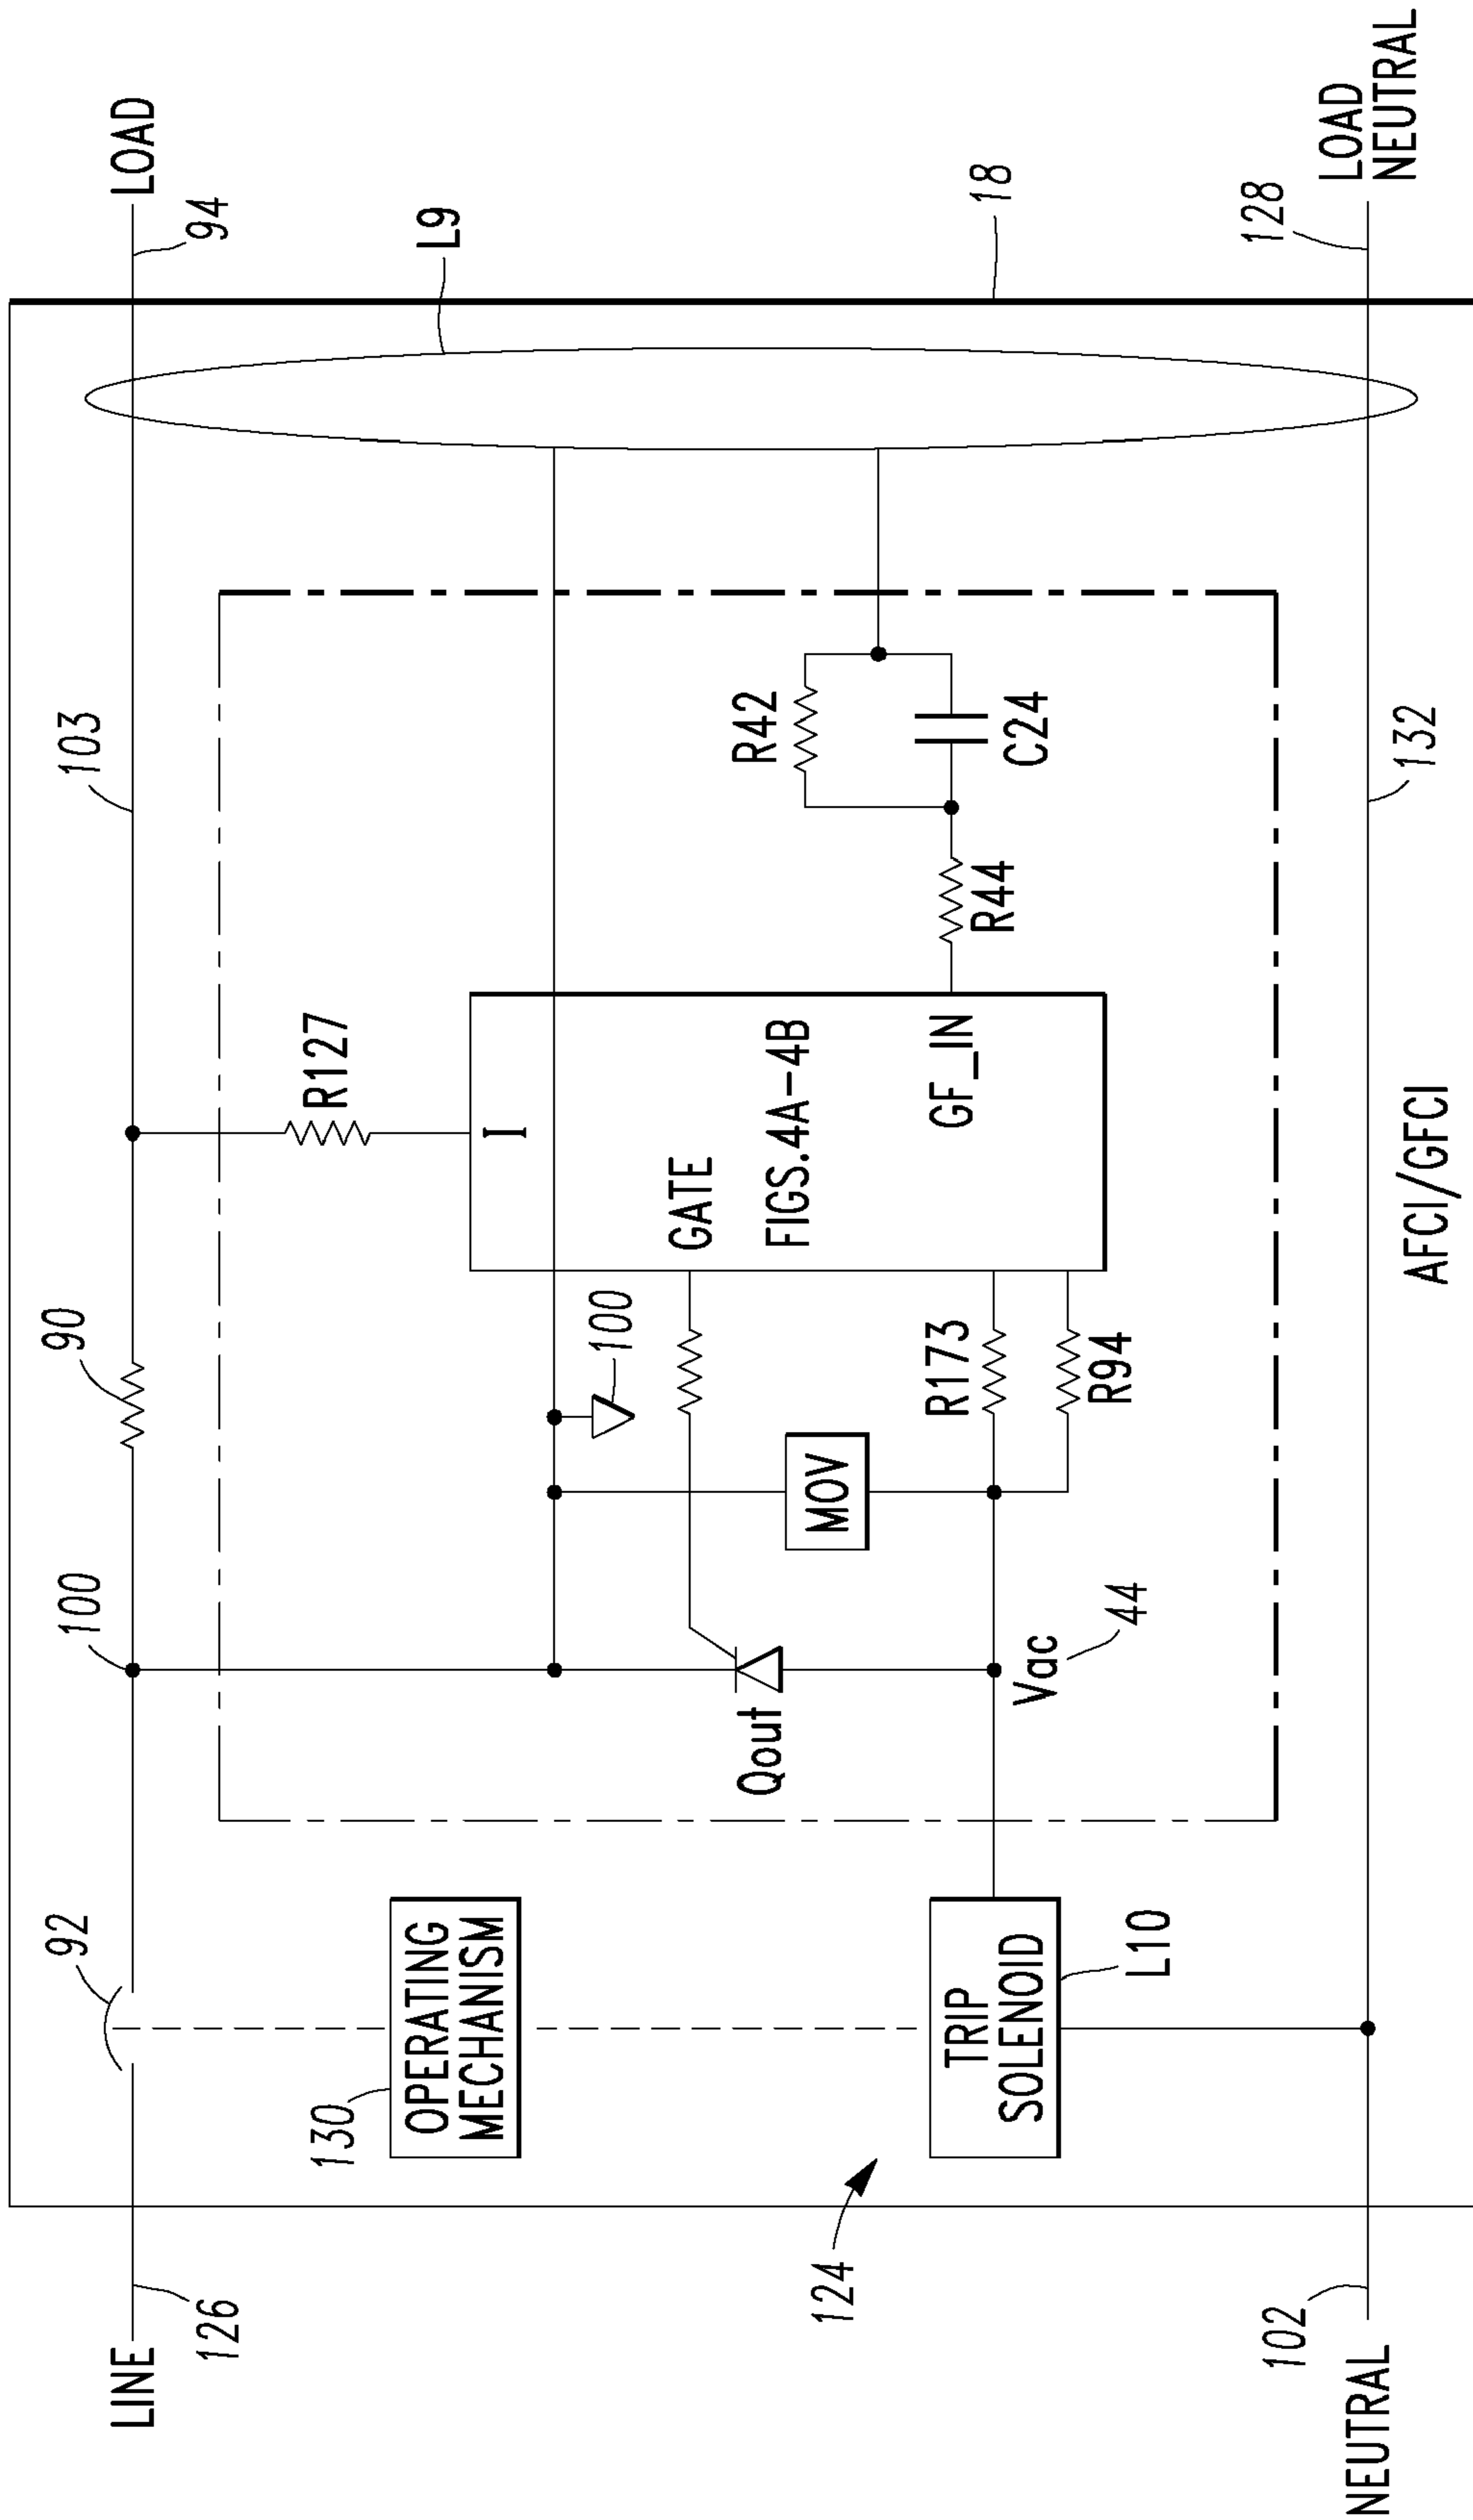 LINE
126
92
100
90
103
LOAD
94
130
OPERATING
MECHANISM
R127
I
L9
100
GATE
FIGS.4A-4B
GF_IN
R42
C24
R44
MOV
R173
R94
Qout
Vac
44
TRIP
SOLENOID
L10
124
18
NEUTRAL
102
AFCI/GFCI
132
128
LOAD
NEUTRAL